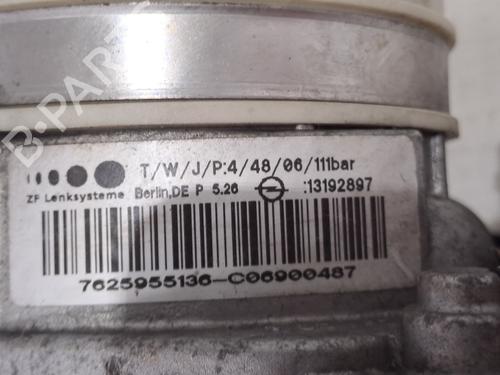 T/W/J/P:4/48/06/111bar
ZF Lenksysteme Berlin,DE P 5.26 :13192897
7625955136-C06900487
B-PARTS